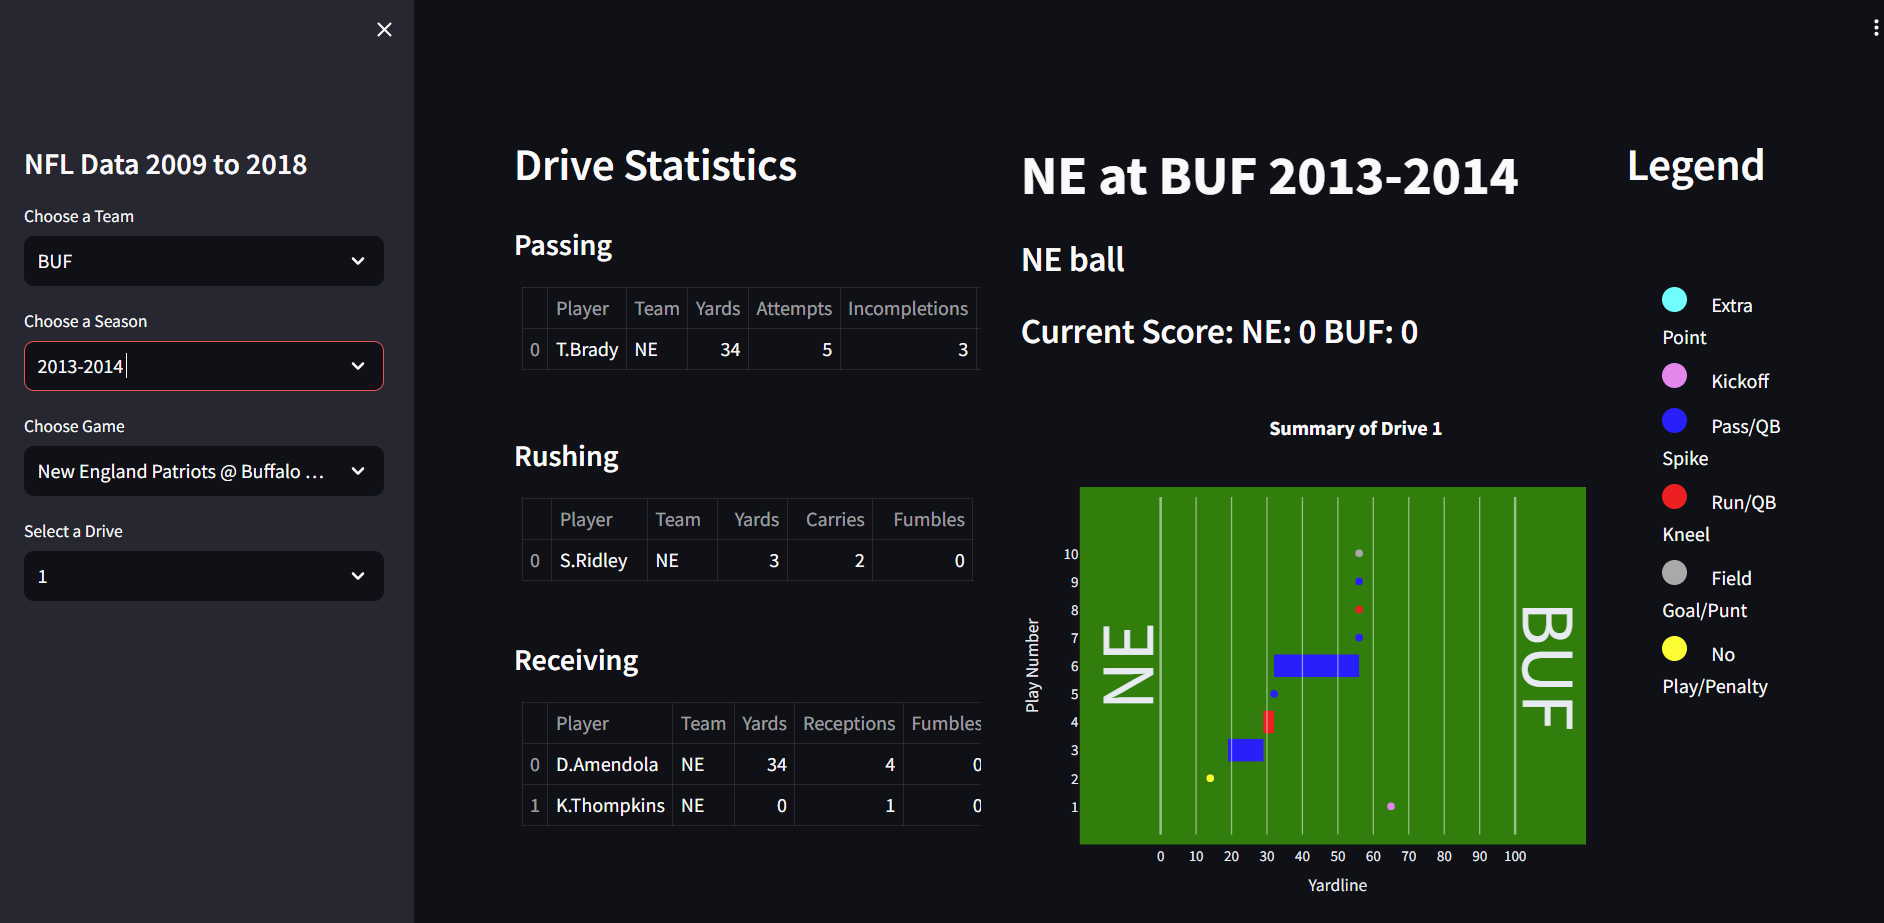 NFL Data 2009 to 2018
Choose a Team
BUF
Choose a Season
2013-2014
Choose Game
New England Patriots @ Buffalo ...
Select a Drive
1
Drive Statistics
Passing
Player Team Yards Attempts Incompletions
0 T.Brady NE 34 5 3
Rushing
Player Team Yards Carries Fumbles
0 S.Ridley NE 3 2 0
Receiving
Player Team Yards Receptions Fumbles
0 D.Amendola NE 34 4 0
1 K.Thompkins NE 0 1 0
NE at BUF 2013-2014
NE ball
Current Score: NE: 0 BUF: 0
Summary of Drive 1
Play Number
10
9
8
7
6
5
4
3
2
1
NE
BUF
0 10 20 30 40 50 60 70 80 90 100
Yardline
Legend
Extra
Point
Kickoff
Pass/QB
Spike
Run/QB
Kneel
Field
Goal/Punt
No
Play/Penalty